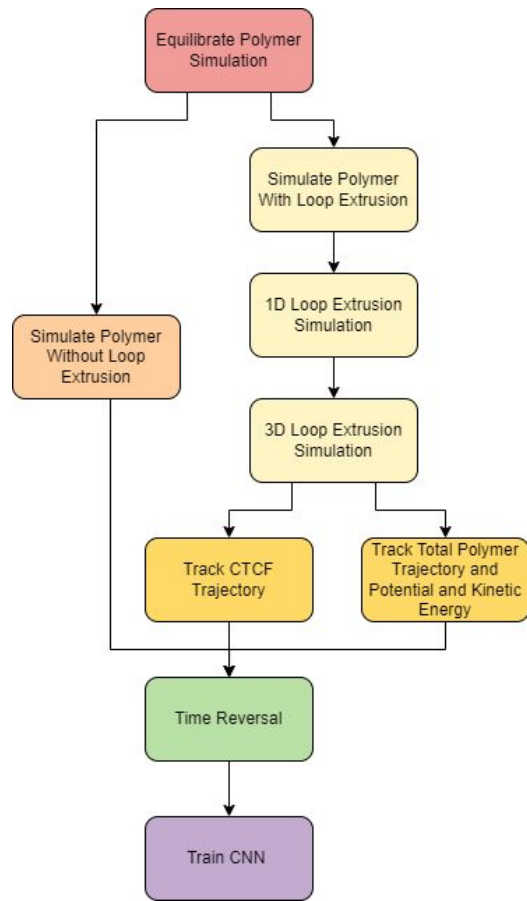 Equilibrate Polymer
Simulation
Simulate Polymer
With Loop Extrusion
1D Loop Extrusion
Simulation
Simulate Polymer
Without Loop
Extrusion
3D Loop Extrusion
Simulation
Track CTCF
Trajectory
Track Total Polymer
Trajectory and
Potential and Kinetic
Energy
Time Reversal
Train CNN